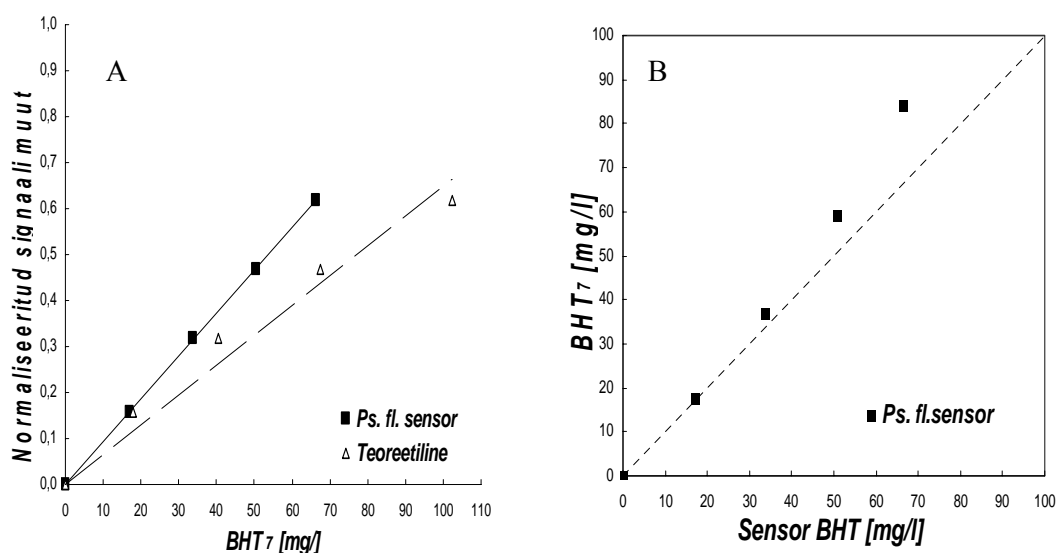 A
Normaliseeritud signaalimuut
1,0
0,9
0,8
0,7
0,6
0,5
0,4
0,3
0,2
0,1
0,0
0 10 20 30 40 50 60 70 80 90 100 110
BHT7 [mg/]
Ps. fl. sensor
Teoreetiline
B
BHT7 [mg/l]
100
90
80
70
60
50
40
30
20
10
0
0 10 20 30 40 50 60 70 80 90 100
Sensor BHT [mg/l]
Ps. fl.sensor